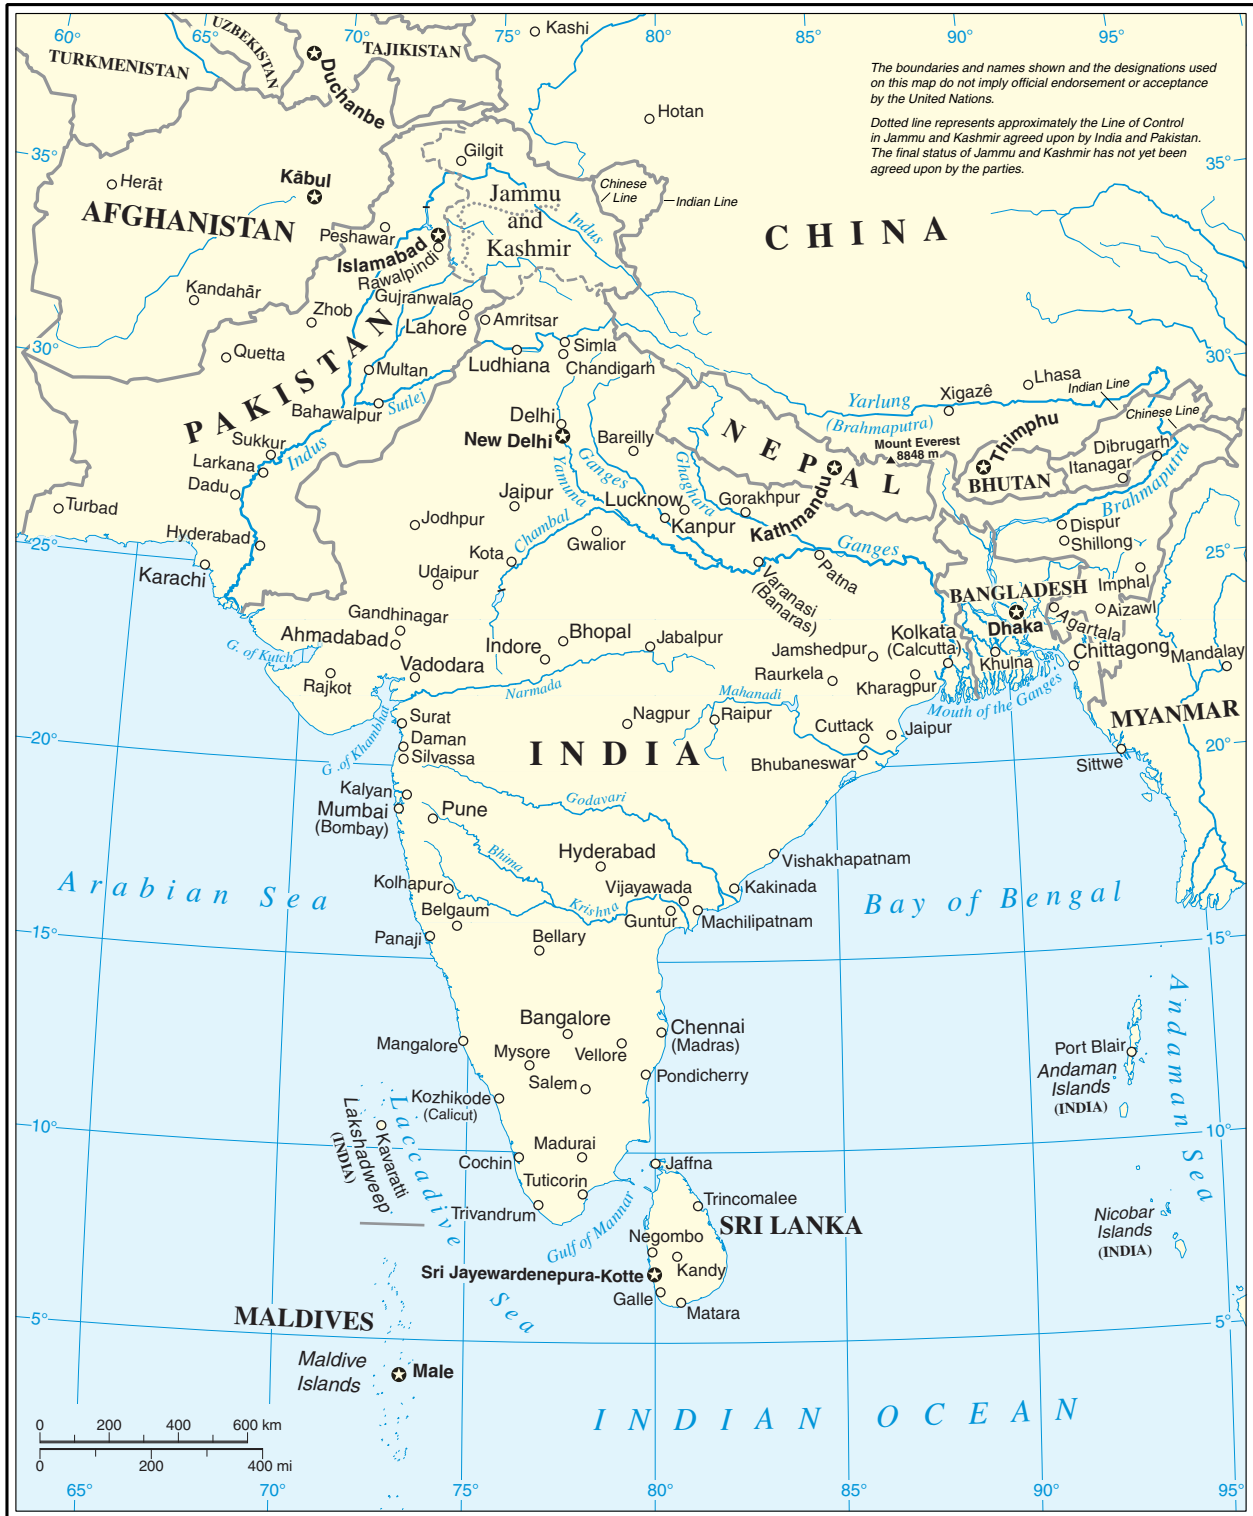 60°
65°
70°
75°
80°
85°
90°
95°
Kashi
UZBEKISTAN
TAJIKISTAN
TURKMENISTAN
Duchanbe
The boundaries and names shown and the designations used
on this map do not imply official endorsement or acceptance
by the United Nations.
Dotted line represents approximately the Line of Control
in Jammu and Kashmir agreed upon by India and Pakistan.
The final status of Jammu and Kashmir has not yet been
agreed upon by the parties.
Hotan
35°
Gilgit
35°
Herāt
Kābul
Chinese
Line
Indian Line
Jammu
and
Kashmir
Indus
AFGHANISTAN
Peshawar
Islamabad
Rawalpindi
CHINA
Kandahār
Zhob
Gujranwala
Lahore
Amritsar
30°
Quetta
PAKISTAN
Multan
Ludhiana
Simla
Chandigarh
30°
Bahawalpur
Sutlej
Yarlung
(Brahmaputra)
Xigazê
Lhasa
Indian Line
Chinese Line
Delhi
New Delhi
Bareilly
NEPAL
Mount Everest
8848 m
Thimphu
Dibrugarh
Itanagar
Sukkur
Indus
Larkana
Dadu
Yamuna
Ganges
Ghaghara
BHUTAN
Brahmaputra
Turbad
Jaipur
Lucknow
Gorakhpur
Kathmandu
Jodhpur
Chambal
Kanpur
Dispur
Hyderabad
Gwalior
Ganges
Shillong
25°
Karachi
Kota
Varanasi
(Banaras)
Patna
25°
Udaipur
Imphal
BANGLADESH
Gandhinagar
Dhaka
Agartala
Aizawl
Ahmadabad
Indore
Bhopal
Jabalpur
Jamshedpur
Kolkata
(Calcutta)
Khulna
Chittagong
Mandalay
G. of Kutch
Rajkot
Vadodara
Narmada
Raurkela
Kharagpur
Mahanadi
Mouth of the Ganges
G .of Khambhat
Surat
Nagpur
Raipur
Cuttack
Jaipur
MYANMAR
20°
Daman
Silvassa
INDIA
Bhubaneswar
Sittwe
20°
Kalyan
Mumbai
(Bombay)
Pune
Godavari
Bhima
Hyderabad
Vishakhapatnam
Arabian Sea
Kolhapur
Vijayawada
Kakinada
Bay of Bengal
Belgaum
Krishna
Guntur
Machilipatnam
15°
Panaji
Bellary
15°
Andaman Sea
Bangalore
Chennai
(Madras)
Mangalore
Mysore
Vellore
Port Blair
Andaman
Islands
(INDIA)
Salem
Pondicherry
Kozhikode
(Calicut)
Laccadive Sea
Lakshadweep
(INDIA)
Kavaratti
10°
Madurai
10°
Cochin
Jaffna
Tuticorin
Trivandrum
Trincomalee
Gulf of Mannar
SRI LANKA
Nicobar
Islands
(INDIA)
Negombo
Kandy
Sri Jayewardenepura-Kotte
Galle
Matara
5°
MALDIVES
5°
Maldive
Islands
Male
INDIAN OCEAN
0
200
400
600 km
0
200
400 mi
65°
70°
75°
80°
85°
90°
95°